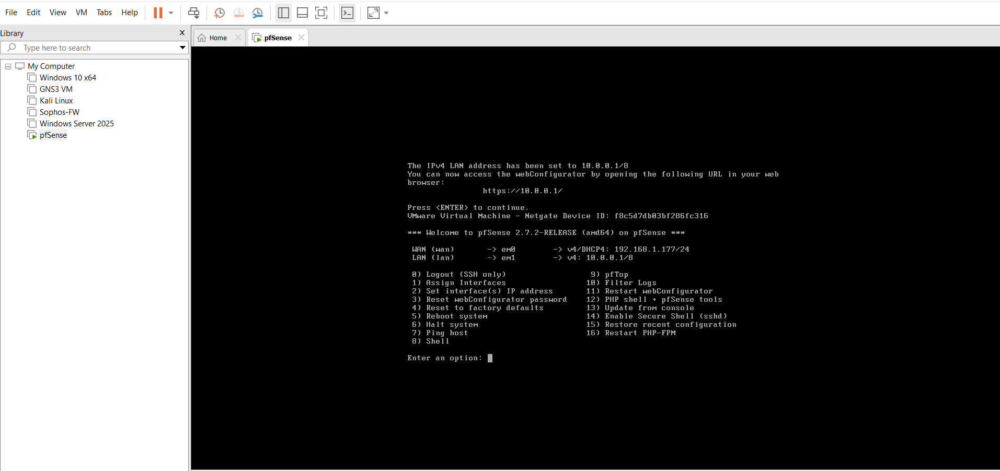 File Edit View VM Tabs Help
Library
Type here to search
My Computer
Windows 10 x64
GNS3 VM
Kali Linux
Sophos-FW
Windows Server 2025
pfSense
Home
pfSense
The IPv4 LAN address has been set to 10.0.0.1/8
You can now access the webConfigurator by opening the following URL in your web
browser:
https://10.0.0.1/
Press <ENTER> to continue.
VMware Virtual Machine - Netgate Device ID: f8c5d7db03bf286fc316
*** Welcome to pfSense 2.7.2-RELEASE (amd64) on pfSense ***
WAN (wan) -> em0 -> v4/DHCP4: 192.168.1.177/24
LAN (lan) -> em1 -> v4: 10.0.0.1/8
0) Logout (SSH only) 9) pfTop
1) Assign Interfaces 10) Filter Logs
2) Set interface(s) IP address 11) Restart webConfigurator
3) Reset webConfigurator password 12) PHP shell + pfSense tools
4) Reset to factory defaults 13) Update from console
5) Reboot system 14) Enable Secure Shell (sshd)
6) Halt system 15) Restore recent configuration
7) Ping host 16) Restart PHP-FPM
8) Shell
Enter an option: